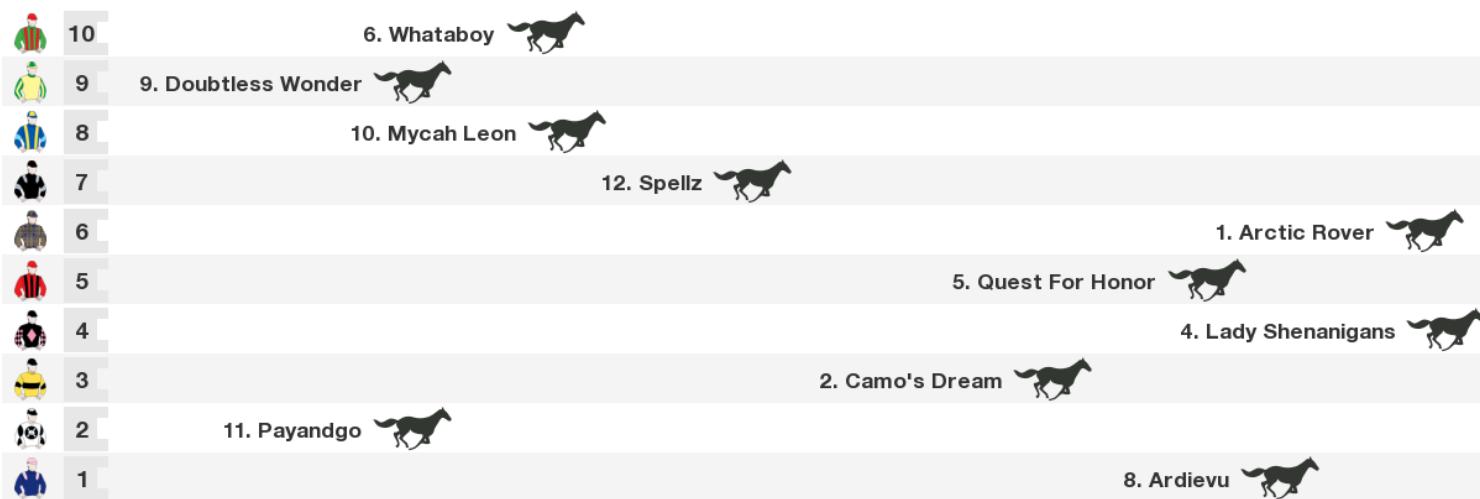 10 6. Whataboy
9 9. Doubtless Wonder
8 10. Mycah Leon
7 12. Spellz
6 1. Arctic Rover
5 5. Quest For Honor
4 4. Lady Shenanigans
3 2. Camo's Dream
2 11. Payandgo
1 8. Ardievu